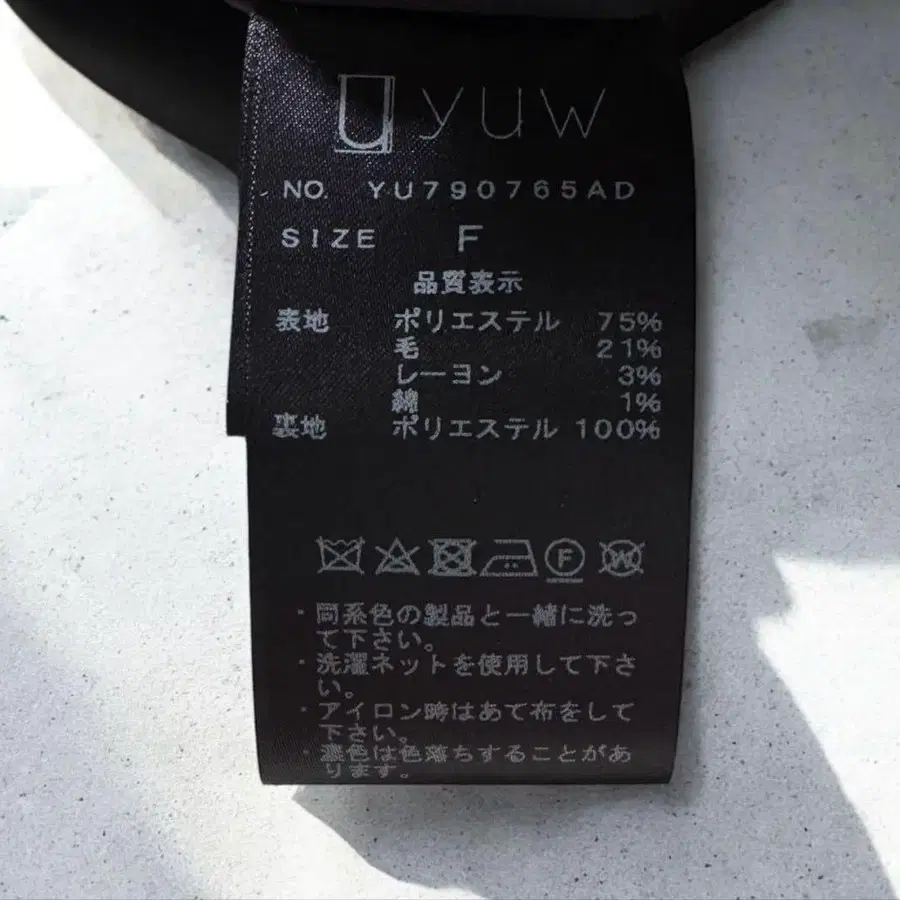 yuw
NO. YU790765AD
SIZE F
品質表示
表地 ポリエステル 75%
毛 21%
レーヨン 3%
綿 1%
裏地 ポリエステル 100%
F W
・同系色の製品と一緒に洗っ
て下さい。
・洗濯ネットを使用して下さ
い。
・アイロン時はあて布をして
下さい。
・濃色は色落ちすることがあ
ります。